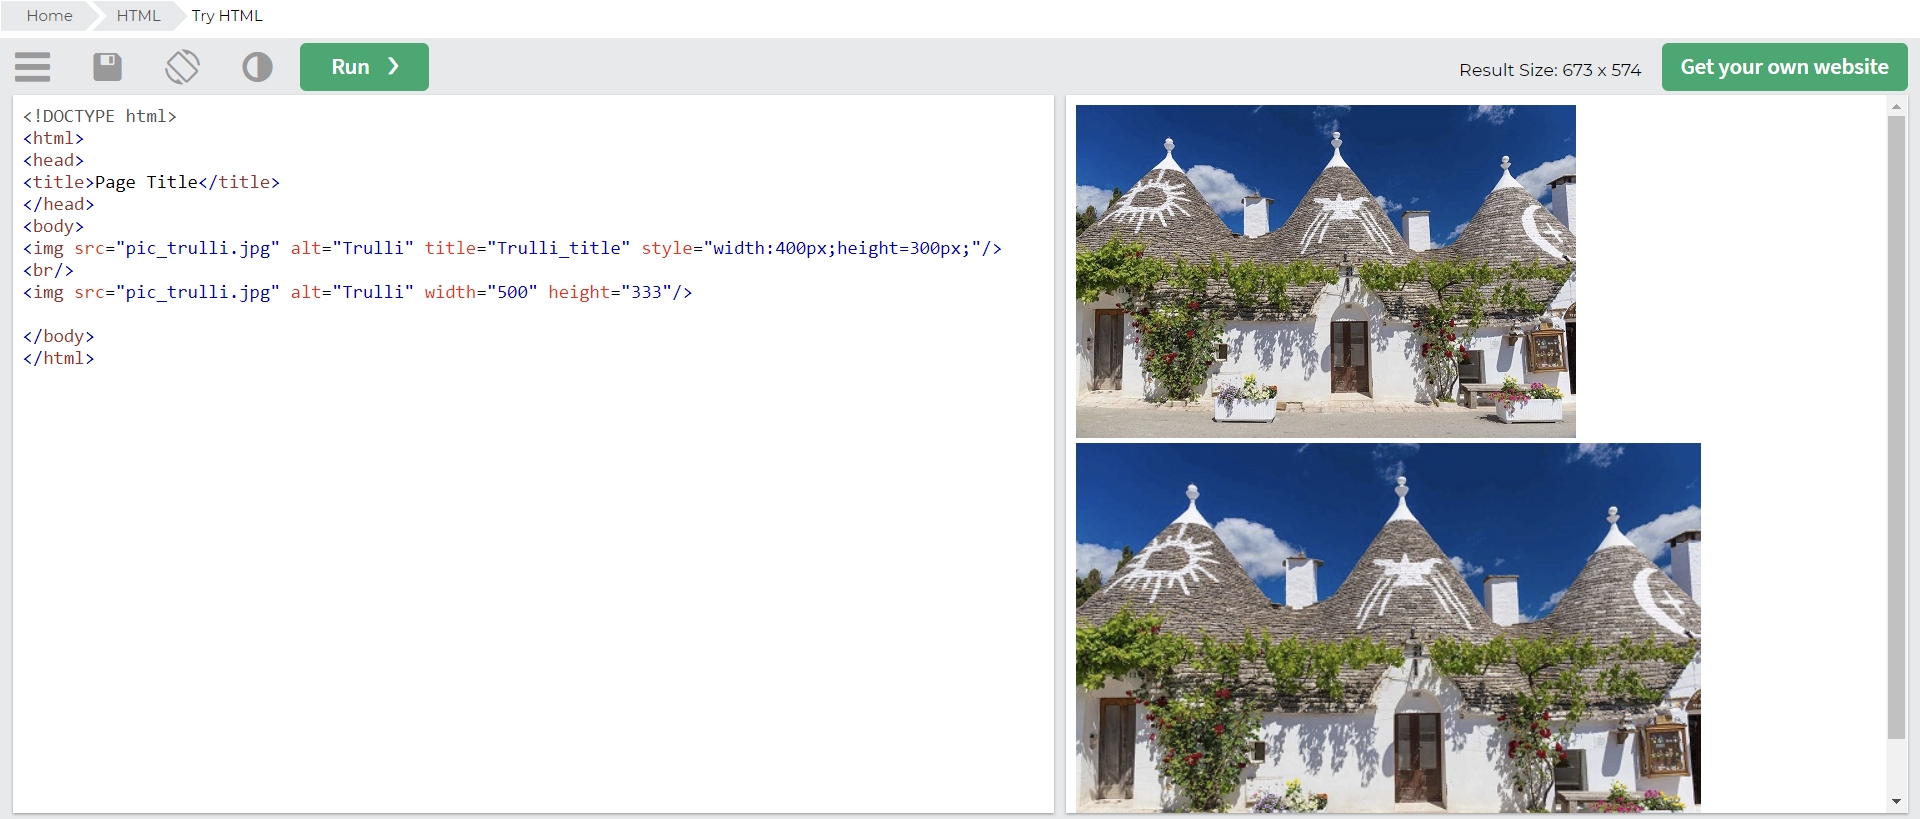 Home HTML Try HTML
Run ❯ Result Size: 673 x 574 Get your own website
<!DOCTYPE html>
<html>
<head>
<title>Page Title</title>
</head>
<body>
<img src="pic_trulli.jpg" alt="Trulli" title="Trulli_title" style="width:400px;height=300px;"/>
<br/>
<img src="pic_trulli.jpg" alt="Trulli" width="500" height="333"/>
</body>
</html>